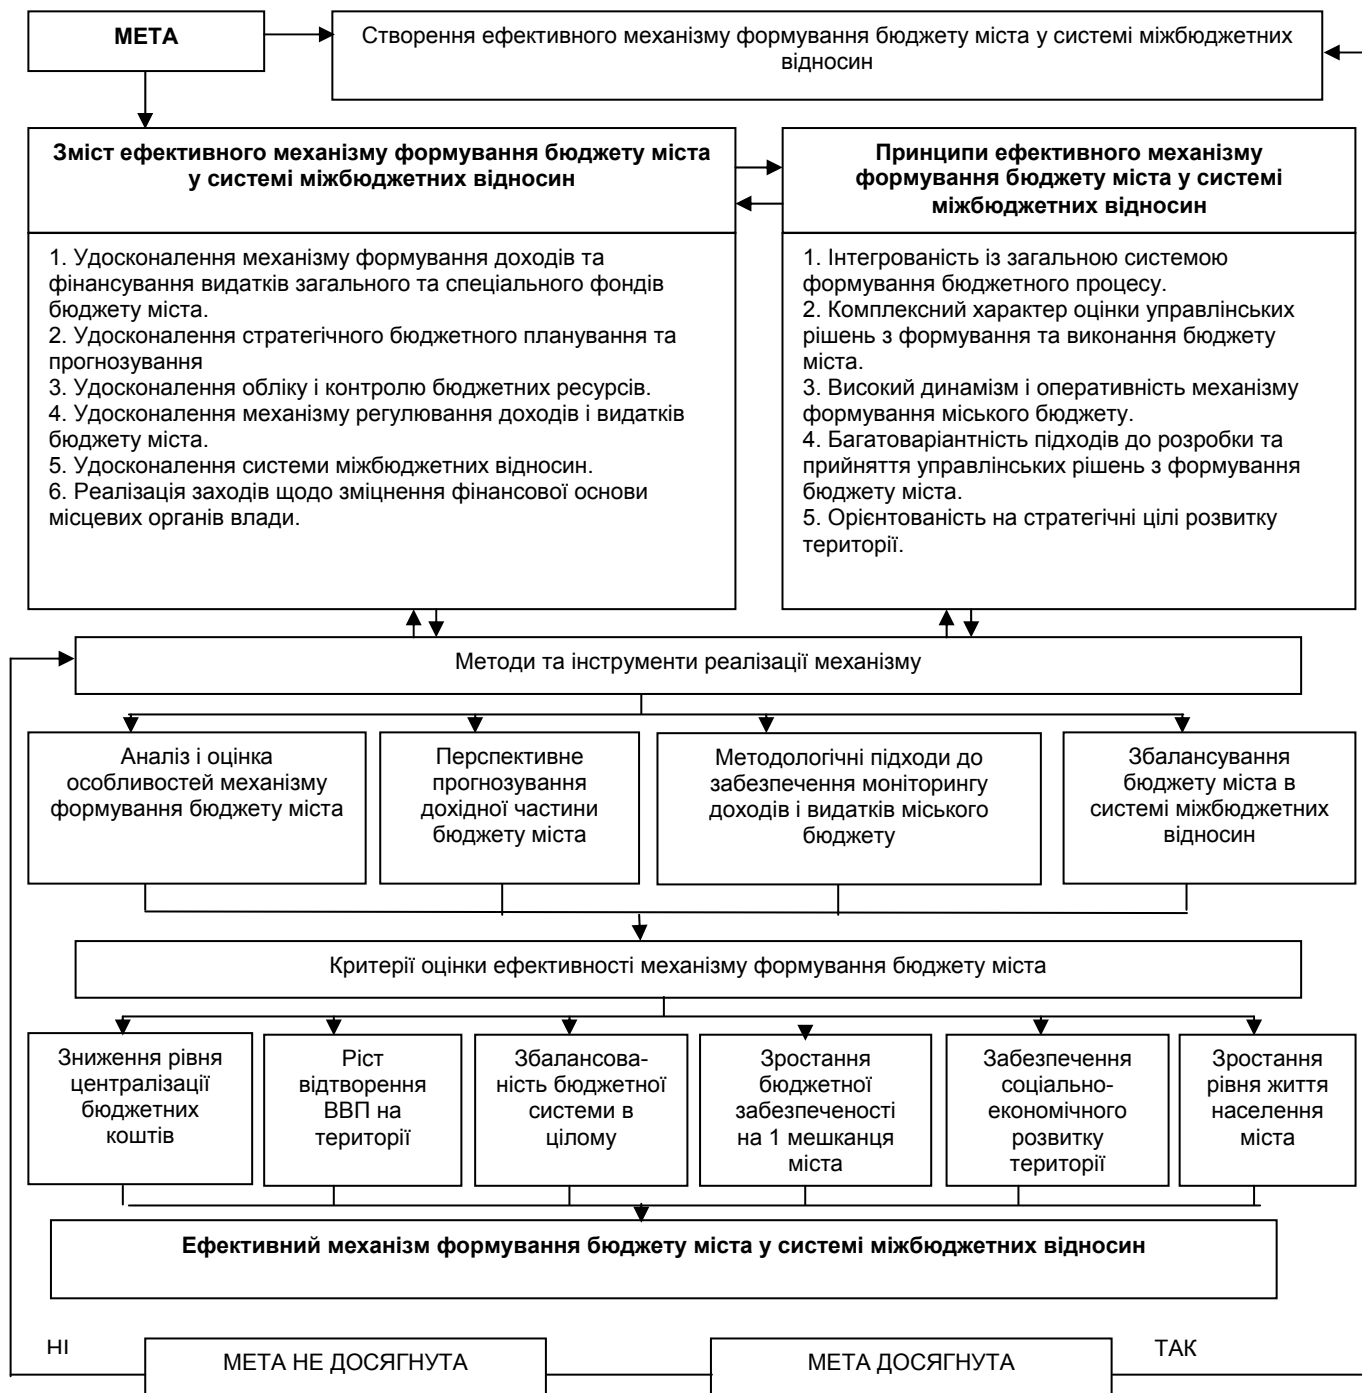 МЕТА
Створення ефективного механізму формування бюджету міста у системі міжбюджетних
відносин
Зміст ефективного механізму формування бюджету міста
у системі міжбюджетних відносин
Принципи ефективного механізму
формування бюджету міста у системі
міжбюджетних відносин
1. Удосконалення механізму формування доходів та
фінансування видатків загального та спеціального фондів
бюджету міста.
2. Удосконалення стратегічного бюджетного планування та
прогнозування
3. Удосконалення обліку і контролю бюджетних ресурсів.
4. Удосконалення механізму регулювання доходів і видатків
бюджету міста.
5. Удосконалення системи міжбюджетних відносин.
6. Реалізація заходів щодо зміцнення фінансової основи
місцевих органів влади.
1. Інтегрованість із загальною системою
формування бюджетного процесу.
2. Комплексний характер оцінки управлінських
рішень з формування та виконання бюджету
міста.
3. Високий динамізм і оперативність механізму
формування міського бюджету.
4. Багатоваріантність підходів до розробки та
прийняття управлінських рішень з формування
бюджету міста.
5. Орієнтованість на стратегічні цілі розвитку
території.
Методи та інструменти реалізації механізму
Аналіз і оцінка
особливостей механізму
формування бюджету міста
Перспективне
прогнозування
дохідної частини
бюджету міста
Методологічні підходи до
забезпечення моніторингу
доходів і видатків міського
бюджету
Збалансування
бюджету міста в
системі міжбюджетних
відносин
Критерії оцінки ефективності механізму формування бюджету міста
Зниження рівня
централізації
бюджетних
коштів
Ріст
відтворення
ВВП на
території
Збалансова-
ність бюджетної
системи в
цілому
Зростання
бюджетної
забезпеченості
на 1 мешканця
міста
Забезпечення
соціально-
економічного
розвитку
території
Зростання
рівня життя
населення
міста
Ефективний механізм формування бюджету міста у системі міжбюджетних відносин
НІ
МЕТА НЕ ДОСЯГНУТА
МЕТА ДОСЯГНУТА
ТАК